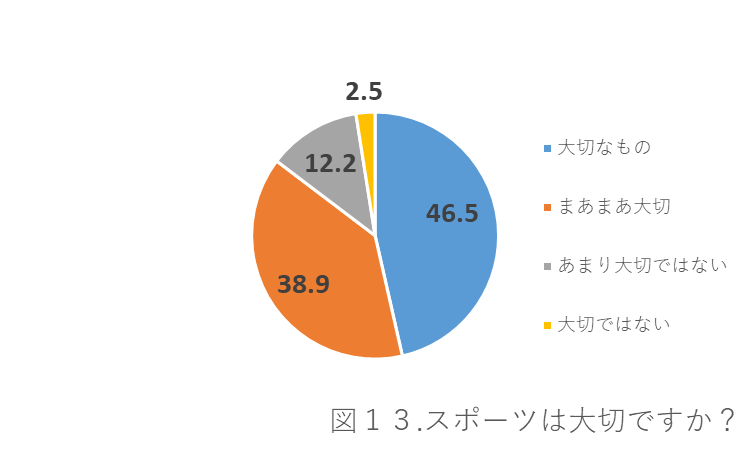 2.5
12.2
46.5
38.9
大切なもの
まあまあ大切
あまり大切ではない
大切ではない
図１３.スポーツは大切ですか？